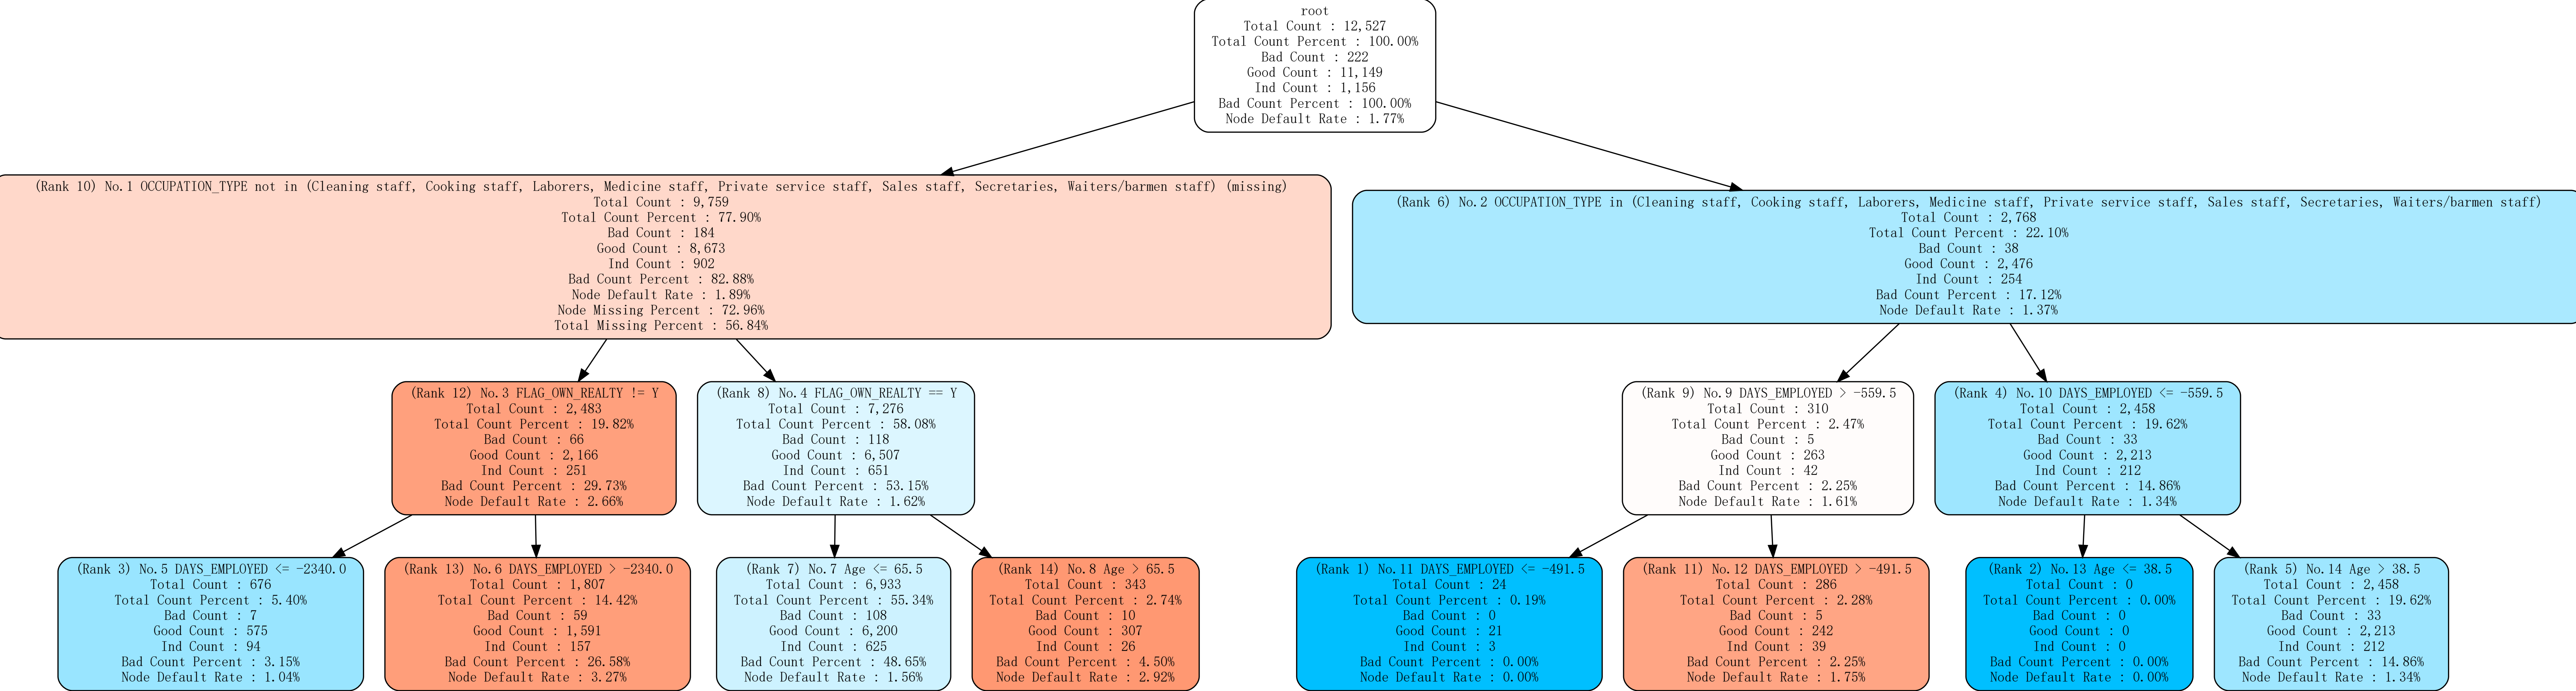 root
Total Count : 12,527
Total Count Percent : 100.00%
Bad Count : 222
Good Count : 11,149
Ind Count : 1,156
Bad Count Percent : 100.00%
Node Default Rate : 1.77%
(Rank 10) No.1 OCCUPATION_TYPE not in (Cleaning staff, Cooking staff, Laborers, Medicine staff, Private service staff, Sales staff, Secretaries, Waiters/barmen staff) (missing)
Total Count : 9,759
Total Count Percent : 77.90%
Bad Count : 184
Good Count : 8,673
Ind Count : 902
Bad Count Percent : 82.88%
Node Default Rate : 1.89%
Node Missing Percent : 72.96%
Total Missing Percent : 56.84%
(Rank 6) No.2 OCCUPATION_TYPE in (Cleaning staff, Cooking staff, Laborers, Medicine staff, Private service staff, Sales staff, Secretaries, Waiters/barmen staff)
Total Count : 2,768
Total Count Percent : 22.10%
Bad Count : 38
Good Count : 2,476
Ind Count : 254
Bad Count Percent : 17.12%
Node Default Rate : 1.37%
(Rank 12) No.3 FLAG_OWN_REALTY != Y
Total Count : 2,483
Total Count Percent : 19.82%
Bad Count : 66
Good Count : 2,166
Ind Count : 251
Bad Count Percent : 29.73%
Node Default Rate : 2.66%
(Rank 8) No.4 FLAG_OWN_REALTY == Y
Total Count : 7,276
Total Count Percent : 58.08%
Bad Count : 118
Good Count : 6,507
Ind Count : 651
Bad Count Percent : 53.15%
Node Default Rate : 1.62%
(Rank 9) No.9 DAYS_EMPLOYED > -559.5
Total Count : 310
Total Count Percent : 2.47%
Bad Count : 5
Good Count : 263
Ind Count : 42
Bad Count Percent : 2.25%
Node Default Rate : 1.61%
(Rank 4) No.10 DAYS_EMPLOYED <= -559.5
Total Count : 2,458
Total Count Percent : 19.62%
Bad Count : 33
Good Count : 2,213
Ind Count : 212
Bad Count Percent : 14.86%
Node Default Rate : 1.34%
(Rank 3) No.5 DAYS_EMPLOYED <= -2340.0
Total Count : 676
Total Count Percent : 5.40%
Bad Count : 7
Good Count : 575
Ind Count : 94
Bad Count Percent : 3.15%
Node Default Rate : 1.04%
(Rank 13) No.6 DAYS_EMPLOYED > -2340.0
Total Count : 1,807
Total Count Percent : 14.42%
Bad Count : 59
Good Count : 1,591
Ind Count : 157
Bad Count Percent : 26.58%
Node Default Rate : 3.27%
(Rank 7) No.7 Age <= 65.5
Total Count : 6,933
Total Count Percent : 55.34%
Bad Count : 108
Good Count : 6,200
Ind Count : 625
Bad Count Percent : 48.65%
Node Default Rate : 1.56%
(Rank 14) No.8 Age > 65.5
Total Count : 343
Total Count Percent : 2.74%
Bad Count : 10
Good Count : 307
Ind Count : 26
Bad Count Percent : 4.50%
Node Default Rate : 2.92%
(Rank 1) No.11 DAYS_EMPLOYED <= -491.5
Total Count : 24
Total Count Percent : 0.19%
Bad Count : 0
Good Count : 21
Ind Count : 3
Bad Count Percent : 0.00%
Node Default Rate : 0.00%
(Rank 11) No.12 DAYS_EMPLOYED > -491.5
Total Count : 286
Total Count Percent : 2.28%
Bad Count : 5
Good Count : 242
Ind Count : 39
Bad Count Percent : 2.25%
Node Default Rate : 1.75%
(Rank 2) No.13 Age <= 38.5
Total Count : 0
Total Count Percent : 0.00%
Bad Count : 0
Good Count : 0
Ind Count : 0
Bad Count Percent : 0.00%
Node Default Rate : 0.00%
(Rank 5) No.14 Age > 38.5
Total Count : 2,458
Total Count Percent : 19.62%
Bad Count : 33
Good Count : 2,213
Ind Count : 212
Bad Count Percent : 14.86%
Node Default Rate : 1.34%